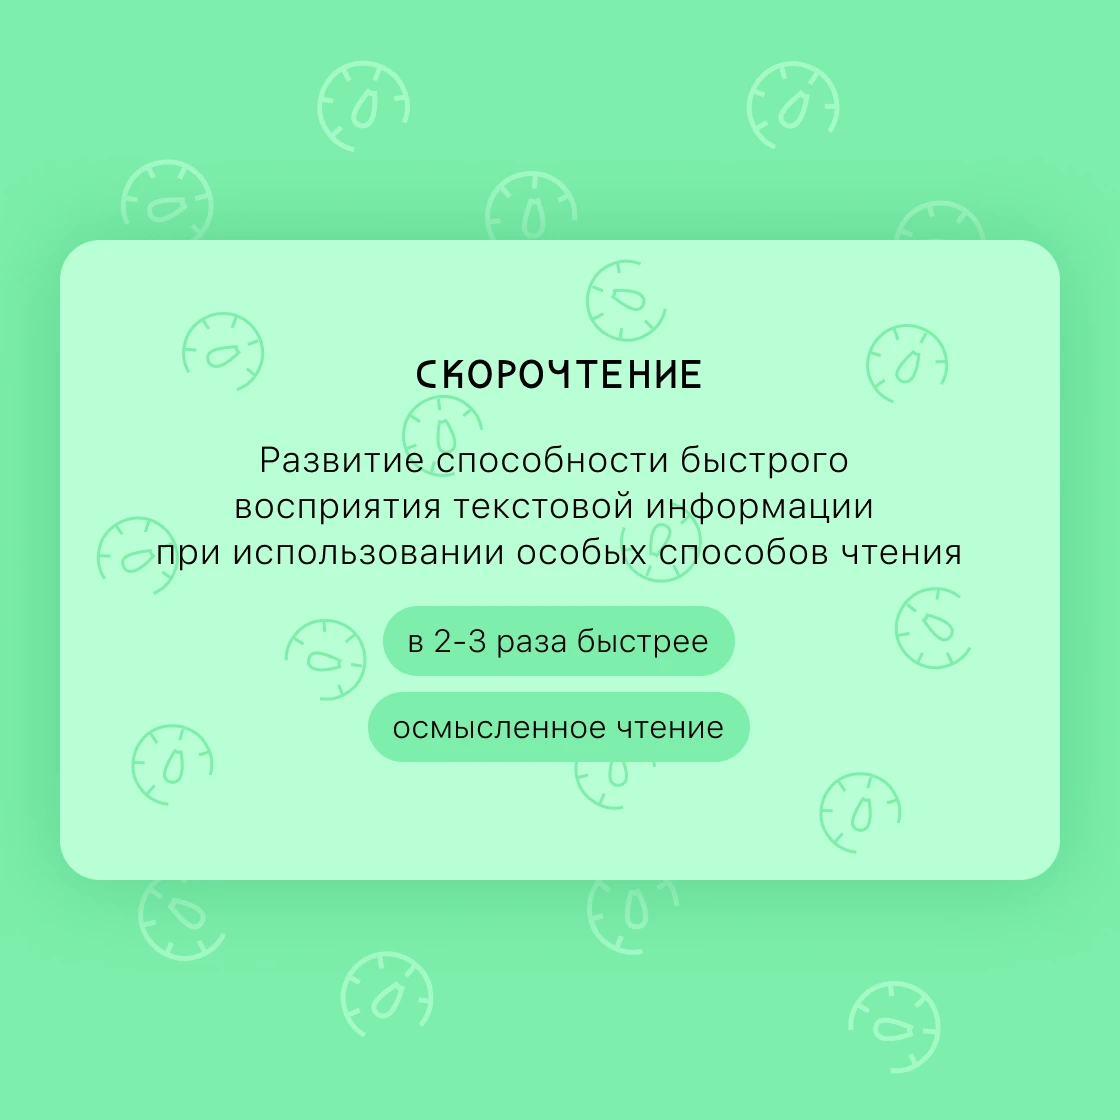 СКОРОЧТЕНИЕ
Развитие способности быстрого
восприятия текстовой информации
при использовании особых способов чтения
в 2-3 раза быстрее
осмысленное чтение